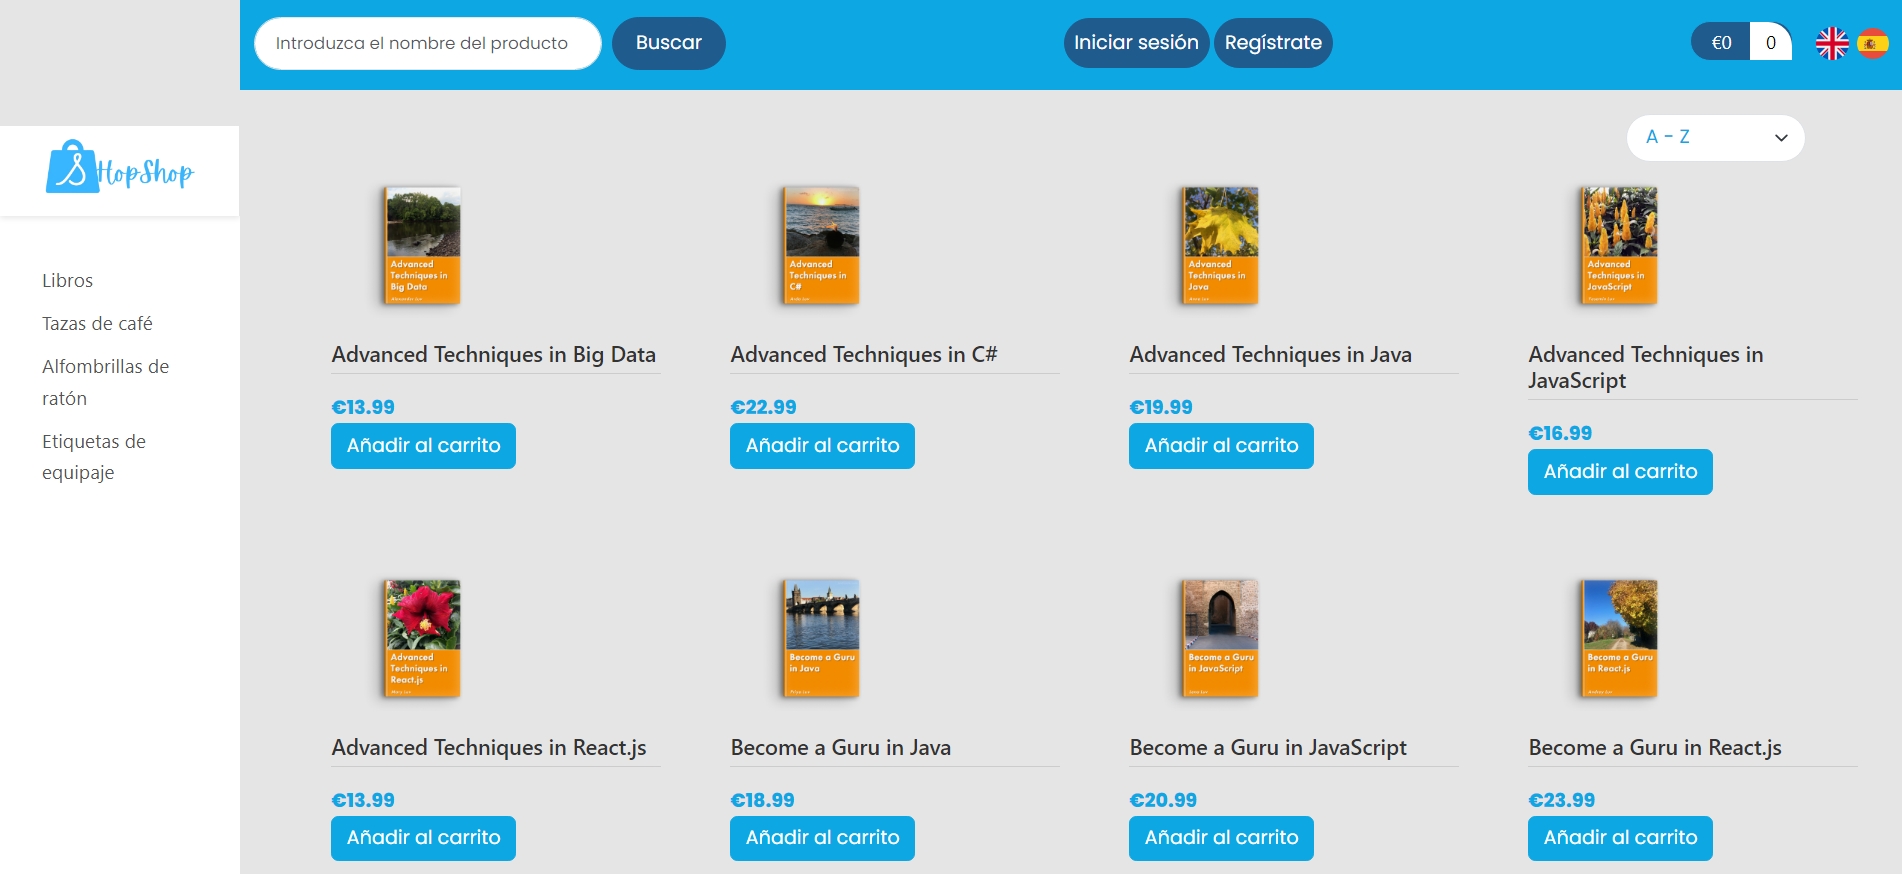 Introduzca el nombre del producto
Buscar
Iniciar sesión
Regístrate
€0
0
A - Z
S
HopShop
Libros
Tazas de café
Alfombrillas de
ratón
Etiquetas de
equipaje
Advanced
Techniques in
Big Data
Advanced
Techniques in
C#
Advanced
Techniques in
Java
Advanced
Techniques in
JavaScript
Advanced Techniques in Big Data
€13.99
Añadir al carrito
Advanced Techniques in C#
€22.99
Añadir al carrito
Advanced Techniques in Java
€19.99
Añadir al carrito
Advanced Techniques in
JavaScript
€16.99
Añadir al carrito
Advanced
Techniques in
React.js
Become a Guru
in Java
Become a Guru
in JavaScript
Become a Guru
in React.js
Advanced Techniques in React.js
€13.99
Añadir al carrito
Become a Guru in Java
€18.99
Añadir al carrito
Become a Guru in JavaScript
€20.99
Añadir al carrito
Become a Guru in React.js
€23.99
Añadir al carrito